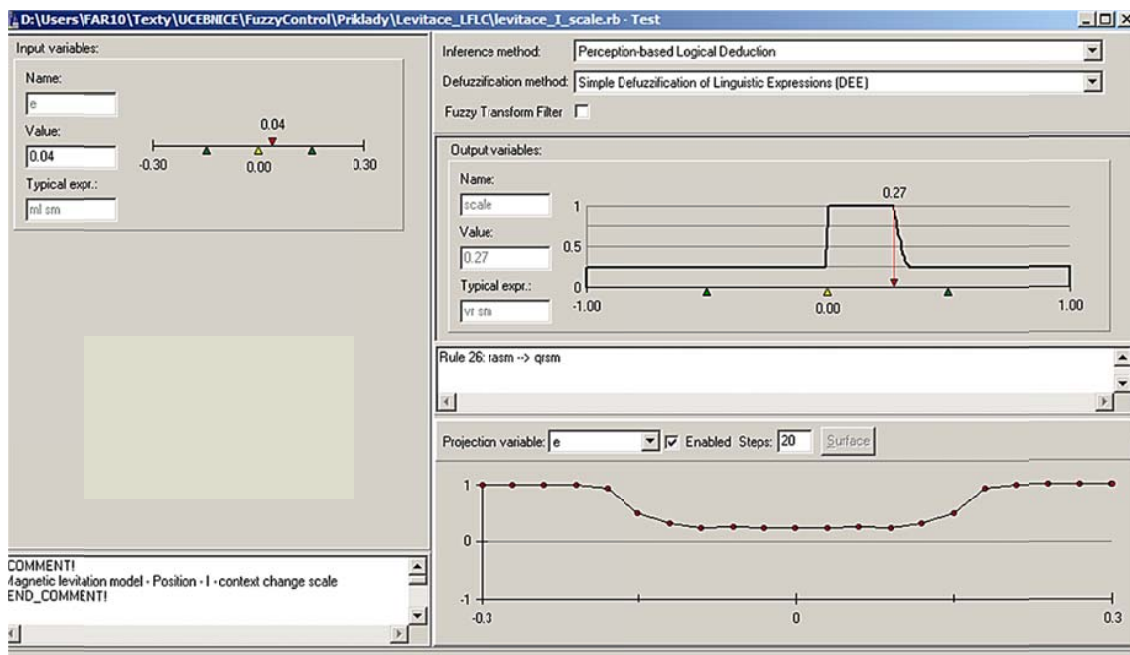 D:\Users\FAR10\Texty\UCEBNICE\FuzzyControl\Priklady\Levitace_LFLC\levitace_I_scale.rb - Test
Input variables:
Name:
e
Value:
0.04
Typical expr.:
ml sm
0.04
-0.30
0.00
0.30
COMMENT!
Magnetic levitation model - Position - I -context change scale
END_COMMENT!
Inference method: Perception-based Logical Deduction
Defuzzification method: Simple Defuzzification of Linguistic Expressions (DEE)
Fuzzy Transform Filter
Output variables:
Name:
scale
Value:
0.27
Typical expr.:
vr sm
0.27
1
0.5
0
-1.00
0.00
1.00
Rule 26: rasm --> qrsm
Projection variable: e Enabled Steps: 20 Surface
1
0
-1
-0.3
0
0.3